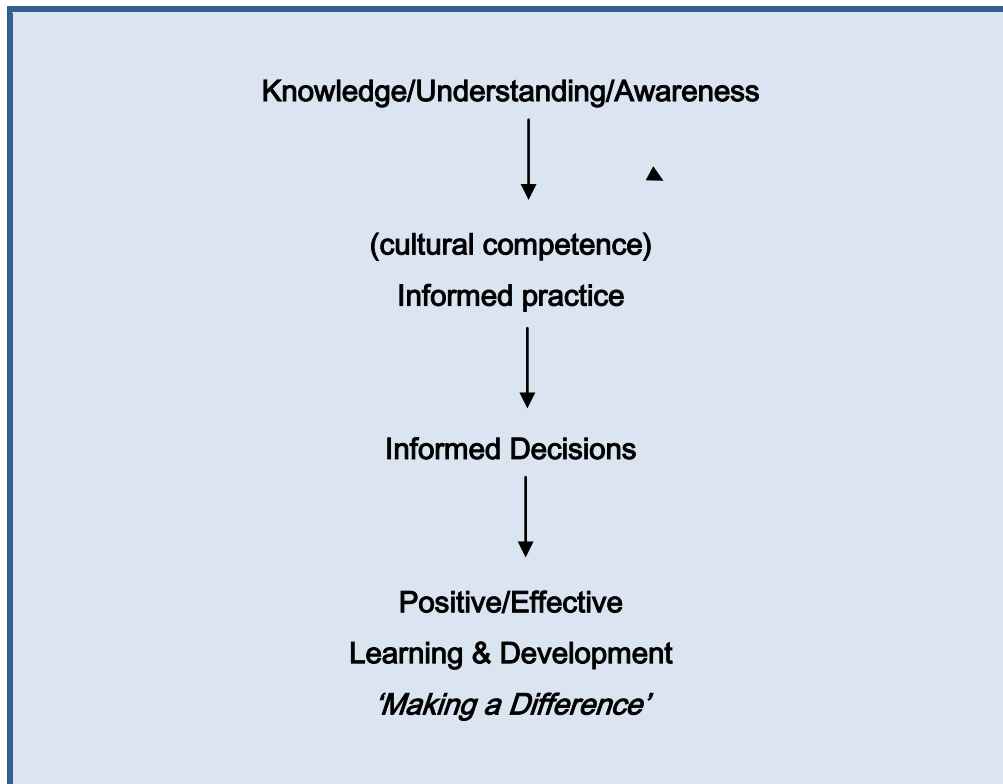 Knowledge/Understanding/Awareness
(cultural competence)
Informed practice
Informed Decisions
Positive/Effective
Learning & Development
‘Making a Difference’